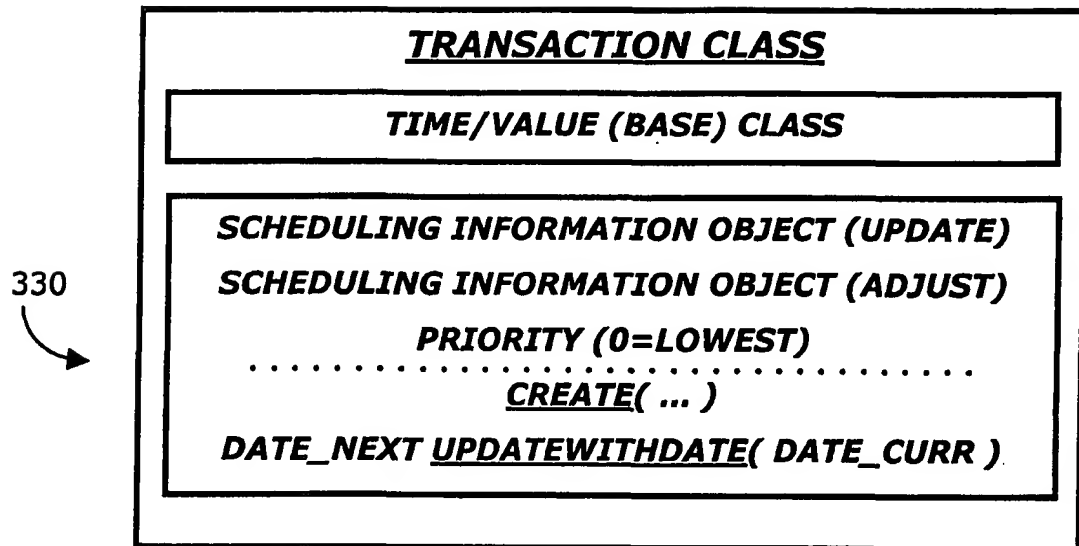 TRANSACTION CLASS
TIME/VALUE (BASE) CLASS
SCHEDULING INFORMATION OBJECT (UPDATE)
SCHEDULING INFORMATION OBJECT (ADJUST)
330
PRIORITY (0=LOWEST)
CREATE( ... )
DATE_NEXT UPDATEWITHDATE( DATE_CURR )